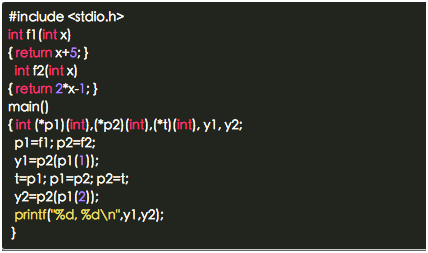 #include <stdio.h>
int f1(int x)
{ return x+5; }
int f2(int x)
{ return 2*x-1; }
main()
{ int (*p1)(int),(*p2)(int),(*t)(int), y1, y2;
p1=f1; p2=f2;
y1=p2(p1(1));
t=p1; p1=p2; p2=t;
y2=p2(p1(2));
printf("%d, %d\n",y1,y2);
}